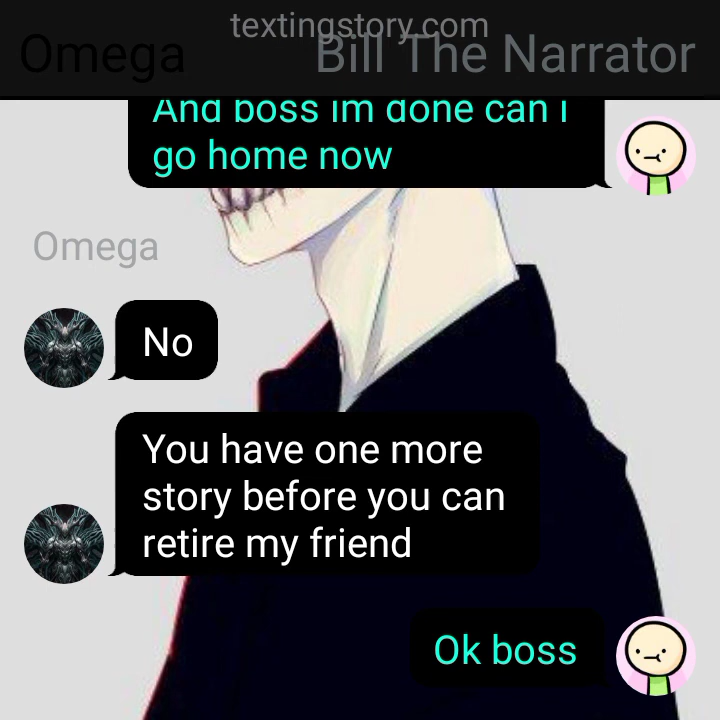 textingstory.com
Omega
Bill The Narrator
And boss im done can I
go home now
Omega
No
You have one more
story before you can
retire my friend
Ok boss